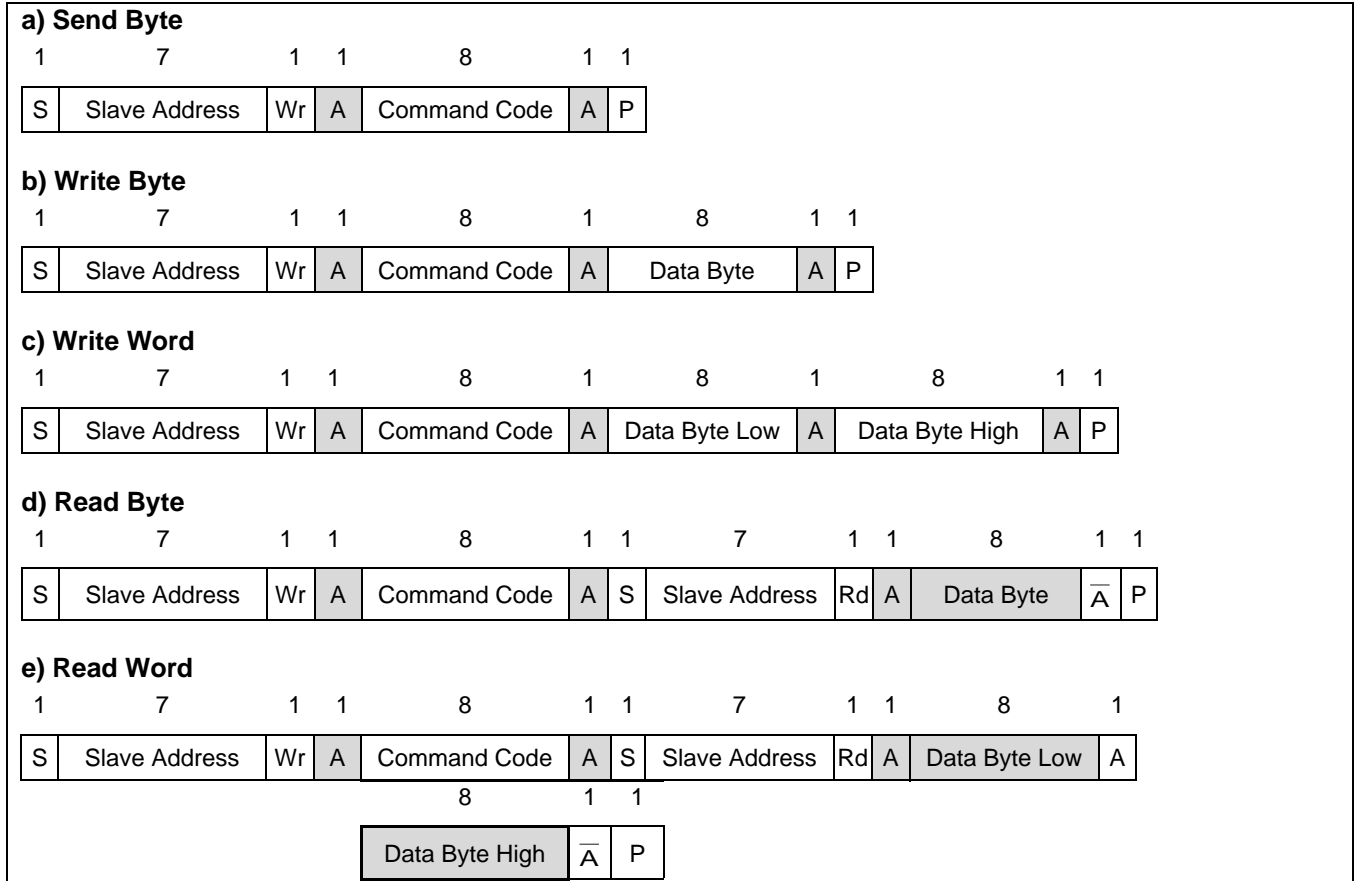 a) Send Byte
1 7 1 1 8 1 1
S Slave Address Wr A Command Code A P
b) Write Byte
1 7 1 1 8 1 8 1 1
S Slave Address Wr A Command Code A Data Byte A P
c) Write Word
1 7 1 1 8 1 8 1 8 1 1
S Slave Address Wr A Command Code A Data Byte Low A Data Byte High A P
d) Read Byte
1 7 1 1 8 1 1 7 1 1 8 1 1
S Slave Address Wr A Command Code A S Slave Address Rd A Data Byte A̅ P
e) Read Word
1 7 1 1 8 1 1 7 1 1 8 1
S Slave Address Wr A Command Code A S Slave Address Rd A Data Byte Low A
8 1 1
Data Byte High A̅ P